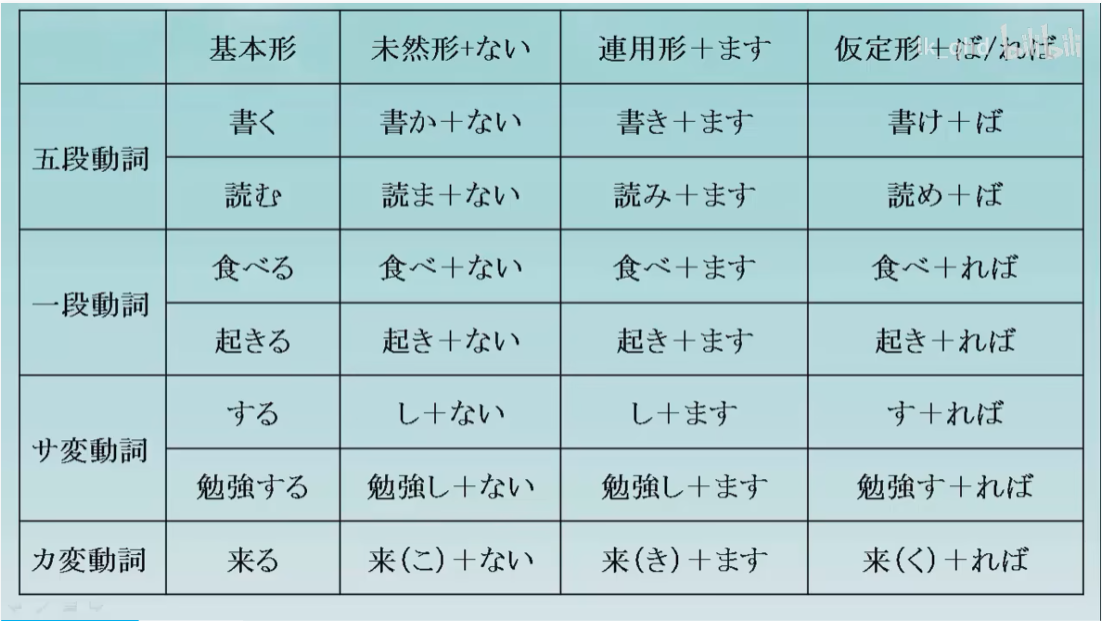 基本形 未然形+ない 連用形＋ます 仮定形＋ば/れば
五段動詞 書く 書か＋ない 書き＋ます 書け＋ば
読む 読ま＋ない 読み＋ます 読め＋ば
一段動詞 食べる 食べ＋ない 食べ＋ます 食べ＋れば
起きる 起き＋ない 起き＋ます 起き＋れば
サ変動詞 する し＋ない し＋ます す＋れば
勉強する 勉強し＋ない 勉強し＋ます 勉強す＋れば
カ変動詞 来る 来(こ)＋ない 来(き)＋ます 来(く)＋れば
bilibili